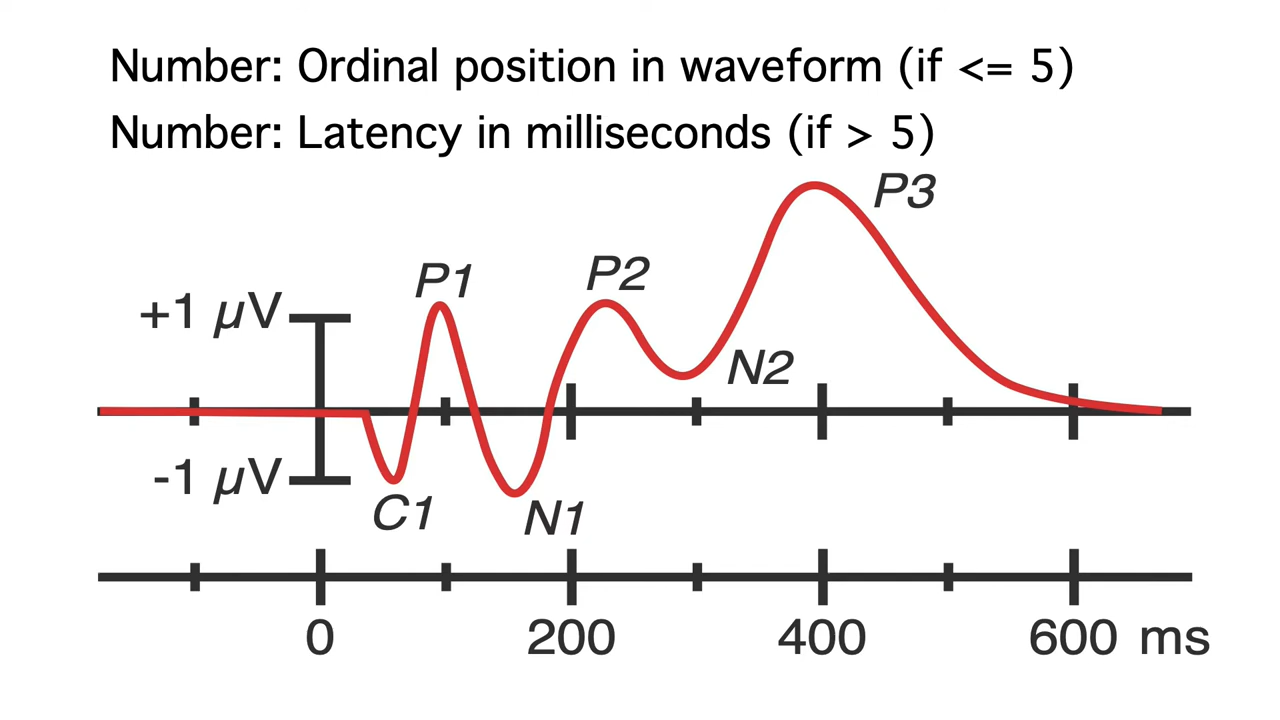 Number: Ordinal position in waveform (if <= 5)
Number: Latency in milliseconds (if > 5)
P3
P1
P2
+1 µV
N2
-1 µV
C1
N1
0 200 400 600 ms